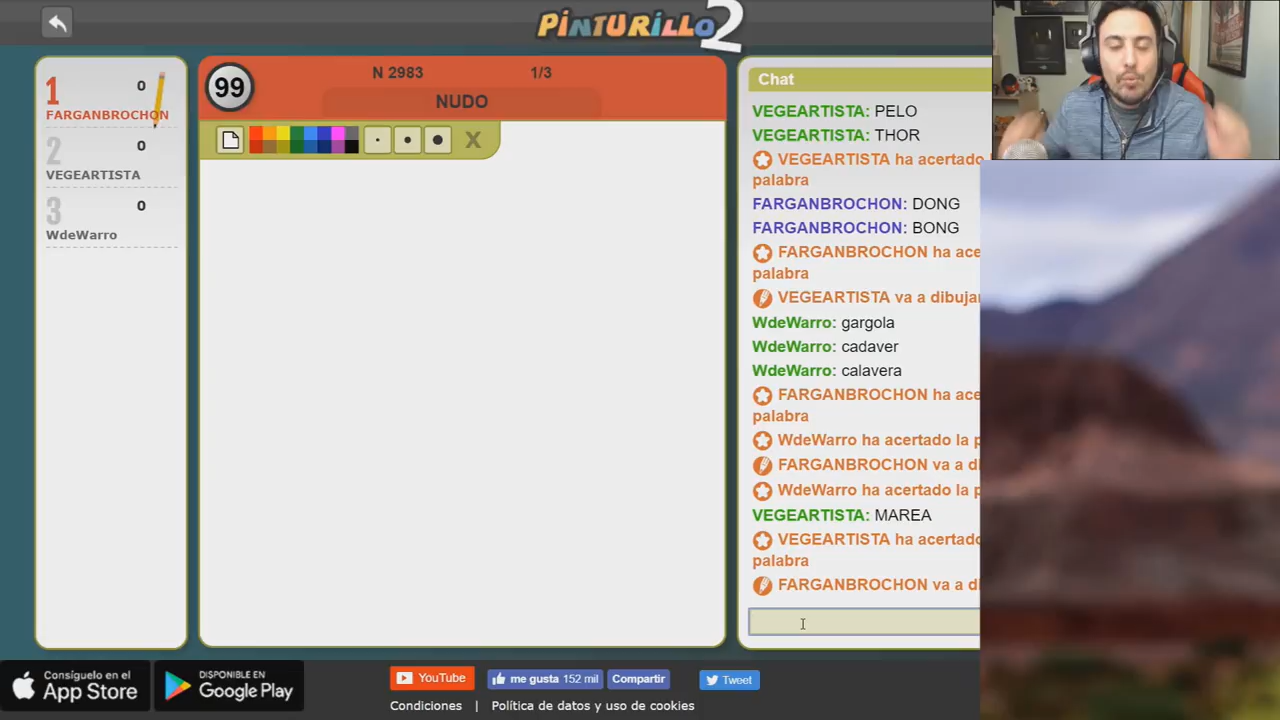 PINTURILLO 2
1
0
FARGANBROCHON
2
0
VEGEARTISTA
3
0
WdeWarro
99
N 2983
1/3
NUDO
X
Chat
VEGEARTISTA: PELO
VEGEARTISTA: THOR
VEGEARTISTA ha acertado
palabra
FARGANBROCHON: DONG
FARGANBROCHON: BONG
FARGANBROCHON ha ace
palabra
VEGEARTISTA va a dibujar
WdeWarro: gargola
WdeWarro: cadaver
WdeWarro: calavera
FARGANBROCHON ha ace
palabra
WdeWarro ha acertado la p
FARGANBROCHON va a di
WdeWarro ha acertado la p
VEGEARTISTA: MAREA
VEGEARTISTA ha acertado
palabra
FARGANBROCHON va a di
Consíguelo en el
App Store
DISPONIBLE EN
Google Play
YouTube
me gusta 152 mil
Compartir
Tweet
Condiciones | Política de datos y uso de cookies